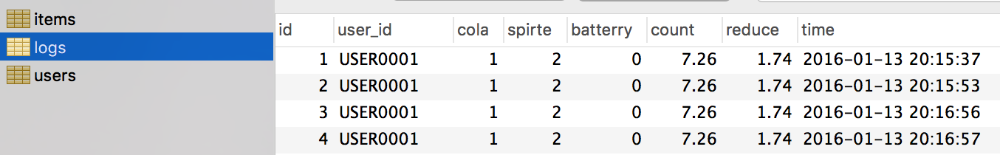 items
logs
users
id user_id cola spirte batterry count reduce time
1 USER0001 1 2 0 7.26 1.74 2016-01-13 20:15:37
2 USER0001 1 2 0 7.26 1.74 2016-01-13 20:15:53
3 USER0001 1 2 0 7.26 1.74 2016-01-13 20:16:56
4 USER0001 1 2 0 7.26 1.74 2016-01-13 20:16:57